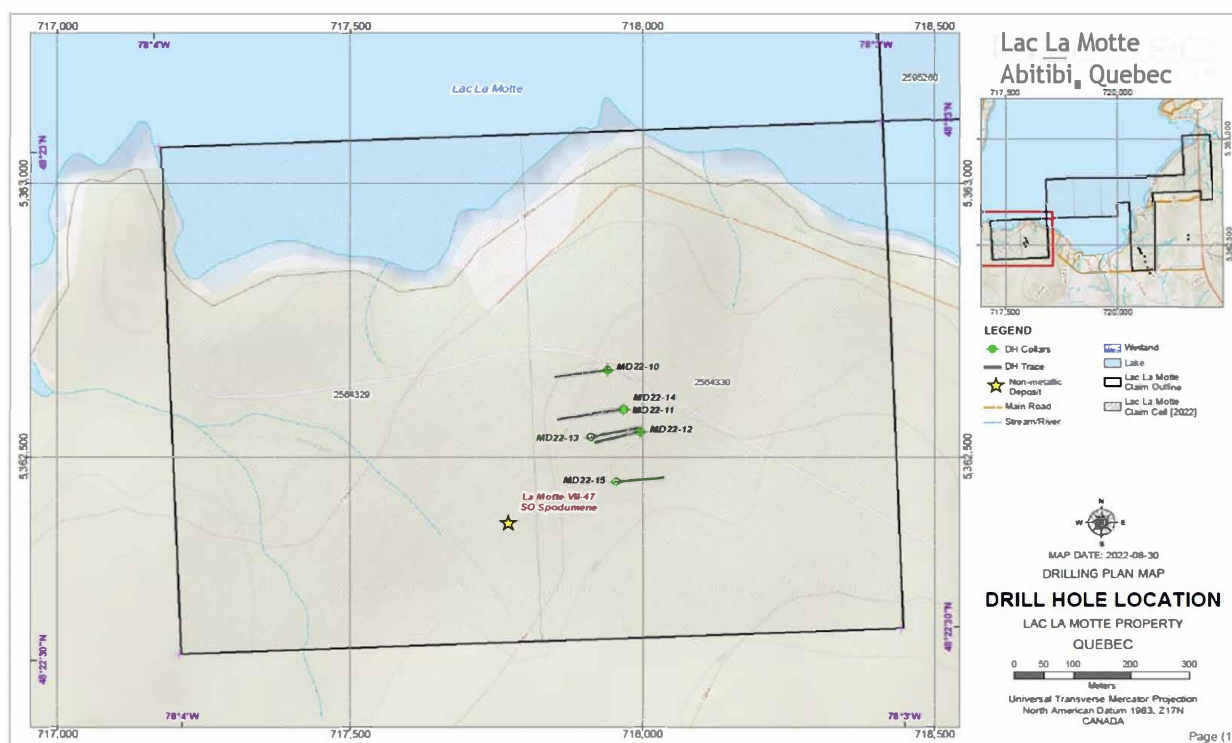 717,000
717,500
718,000
718,500
78°4'W
78°3'W
Lac La Motte
2595260
48°23'N
48°23'N
5,363,000
5,363,000
MD22-10
2564329
2564330
MD22-14
MD22-11
MD22-12
MD22-13
5,362,500
5,362,500
MD22-15
La Motte VII-47
SO Spodumene
48°22'30"N
48°22'30"N
78°4'W
78°3'W
717,000
717,500
718,000
718,500
Lac La Motte
Abitibi, Quebec
717,500
720,000
717,500
720,000
LEGEND
DH Collars
DH Trace
Non-metallic
Deposit
Main Road
Stream/River
Wetland
Lake
Lac La Motte
Claim Outline
Lac La Motte
Claim Cell [2022]
N
W
E
S
MAP DATE: 2022-08-30
DRILLING PLAN MAP
DRILL HOLE LOCATION
LAC LA MOTTE PROPERTY
QUEBEC
0 50 100 200 300
Meters
Universal Transverse Mercator Projection
North American Datum 1983, Z17N
CANADA
Page (1